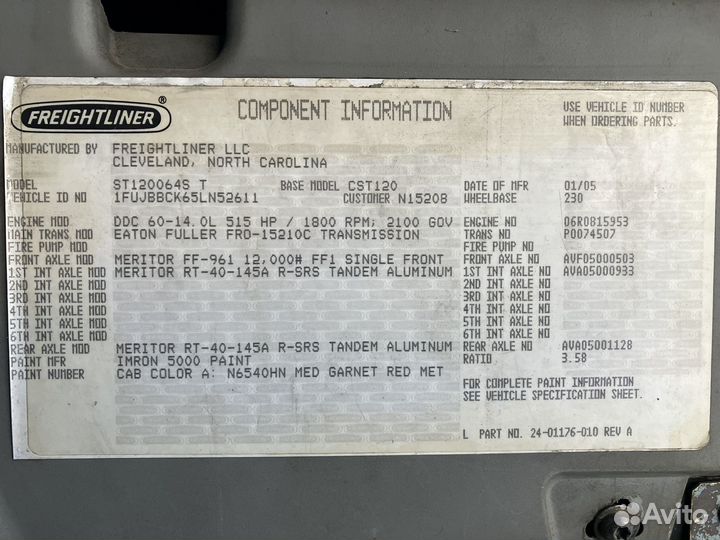 FREIGHTLINER ®
COMPONENT INFORMATION
USE VEHICLE ID NUMBER
WHEN ORDERING PARTS.
MANUFACTURED BY FREIGHTLINER LLC
CLEVELAND, NORTH CAROLINA
MODEL ST120064S T BASE MODEL CST120 DATE OF MFR 01/05
VEHICLE ID NO 1FUJBBCK65LN52611 CUSTOMER N15208 WHEELBASE 230
ENGINE MOD DDC 60-14.0L 515 HP / 1800 RPM; 2100 GOV ENGINE NO 06R0815953
MAIN TRANS. MOD EATON FULLER FRO-15210C TRANSMISSION TRANS NO P0074507
FIRE PUMP MOD FIRE PUMP NO
FRONT AXLE MOD MERITOR FF-961 12,000# FF1 SINGLE FRONT FRONT AXLE NO AVF05000503
1ST INT AXLE MOD MERITOR RT-40-145A R-SRS TANDEM ALUMINUM 1ST INT AXLE NO AVA05000933
2ND INT AXLE MOD 2ND INT AXLE NO
3RD INT AXLE MOD 3RD INT AXLE NO
4TH INT AXLE MOD 4TH INT AXLE NO
5TH INT AXLE MOD 5TH INT AXLE NO
6TH INT AXLE MOD 6TH INT AXLE NO
REAR AXLE MOD MERITOR RT-40-145A R-SRS TANDEM ALUMINUM REAR AXLE NO AVA05001128
PAINT MFR IMRON 5000 PAINT RATIO 3.58
PAINT NUMBER CAB COLOR A: N6540HN MED GARNET RED MET
FOR COMPLETE PAINT INFORMATION
SEE VEHICLE SPECIFICATION SHEET.
L PART NO. 24-01176-010 REV A
Avito